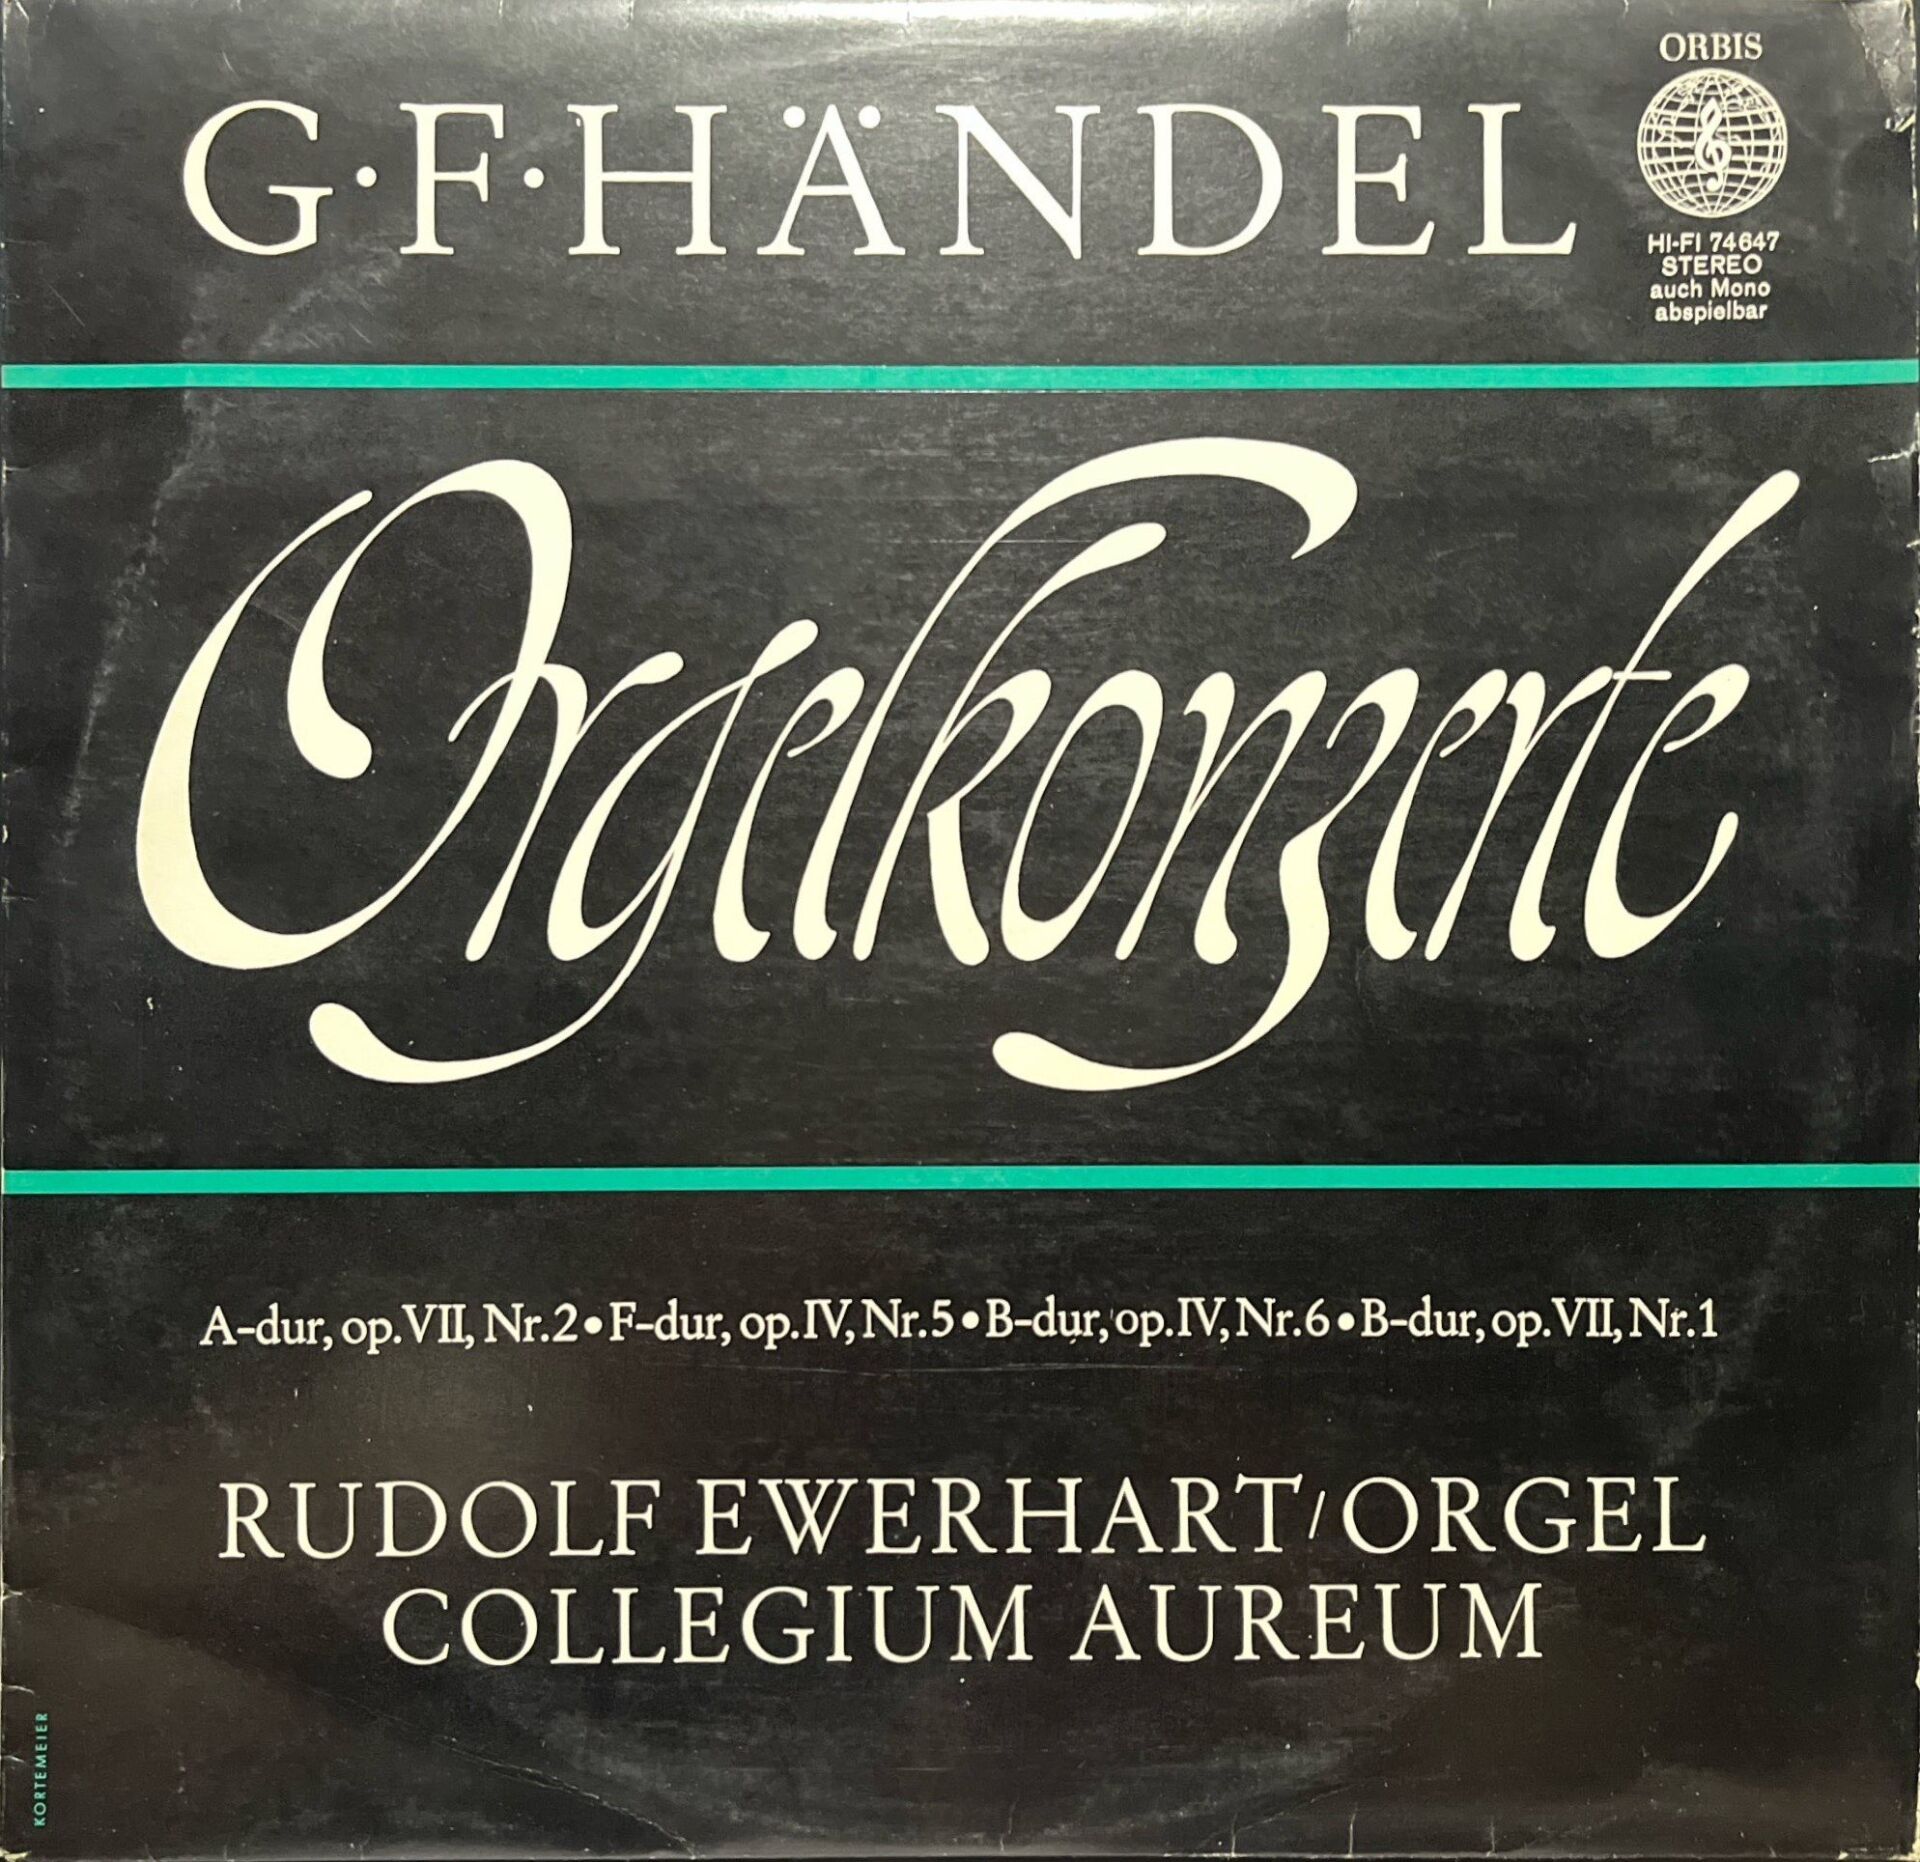 ORBIS
G·F·HÄNDEL
HI-FI 74647
STEREO
auch Mono
abspielbar
Orgelkonzerte
A-dur, op.VII, Nr.2•F-dur, op.IV, Nr.5•B-dur, op.IV, Nr.6•B-dur, op.VII, Nr.1
RUDOLF EWERHART/ORGEL
COLLEGIUM AUREUM
KORTEMEIER